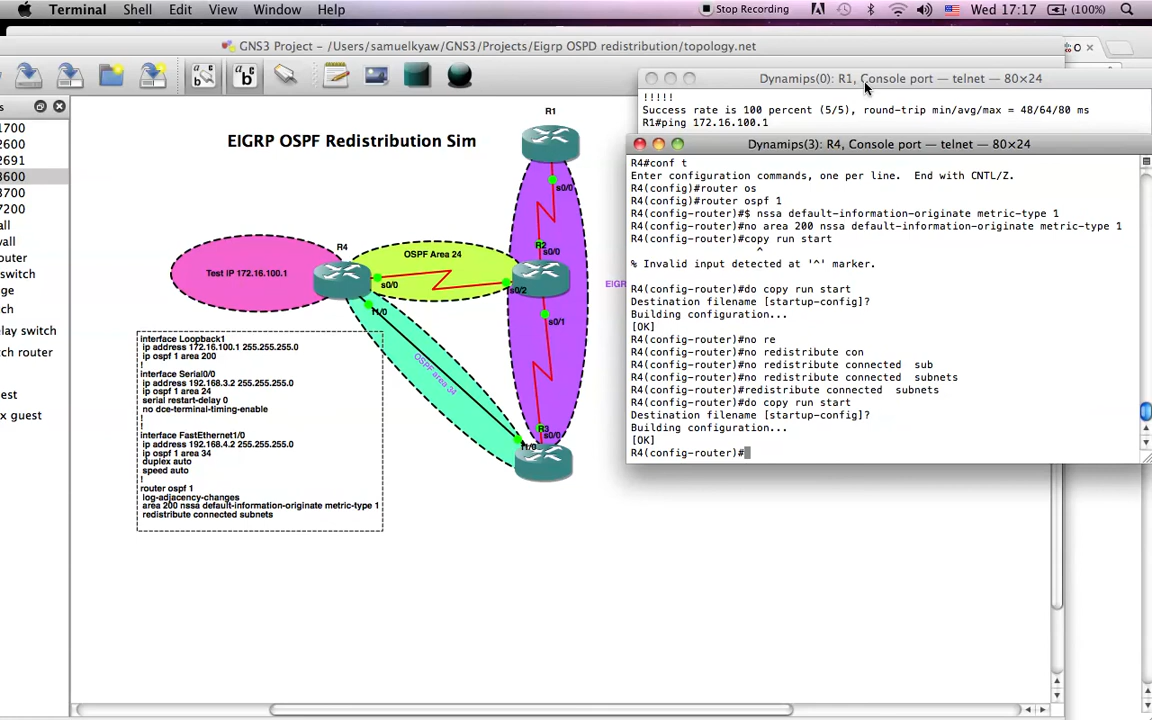 Terminal Shell Edit View Window Help
Stop Recording
Wed 17:17
(100%)
GNS3 Project – /Users/samuelkyaw/GNS3/Projects/Eigrp OSPD redistribution/topology.net
s
1700
2600
2691
3600
3700
7200
EIGRP OSPF Redistribution Sim
R1
s0/0
R2
s0/0
R4
OSPF Area 24
Test IP 172.16.100.1
s0/0
s0/2
EIGR
f1/0
s0/1
OSPF area 34
R3
s0/0
f1/0
interface Loopback1
ip address 172.16.100.1 255.255.255.0
ip ospf 1 area 200
!
interface Serial0/0
ip address 192.168.3.2 255.255.255.0
ip ospf 1 area 24
serial restart-delay 0
no dce-terminal-timing-enable
!
!
interface FastEthernet1/0
ip address 192.168.4.2 255.255.255.0
ip ospf 1 area 34
duplex auto
speed auto
!
router ospf 1
log-adjacency-changes
area 200 nssa default-information-originate metric-type 1
redistribute connected subnets
Dynamips(0): R1, Console port — telnet — 80×24
!!!!!
Success rate is 100 percent (5/5), round-trip min/avg/max = 48/64/80 ms
R1#ping 172.16.100.1
Dynamips(3): R4, Console port — telnet — 80×24
R4#conf t
Enter configuration commands, one per line.  End with CNTL/Z.
R4(config)#router os
R4(config)#router ospf 1
R4(config-router)#$ nssa default-information-originate metric-type 1
R4(config-router)#no area 200 nssa default-information-originate metric-type 1
R4(config-router)#copy run start
^
% Invalid input detected at '^' marker.
R4(config-router)#do copy run start
Destination filename [startup-config]?
Building configuration...
[OK]
R4(config-router)#no re
R4(config-router)#no redistribute con
R4(config-router)#no redistribute connected  sub
R4(config-router)#no redistribute connected  subnets
R4(config-router)#redistribute connected  subnets
R4(config-router)#do copy run start
Destination filename [startup-config]?
Building configuration...
[OK]
R4(config-router)#